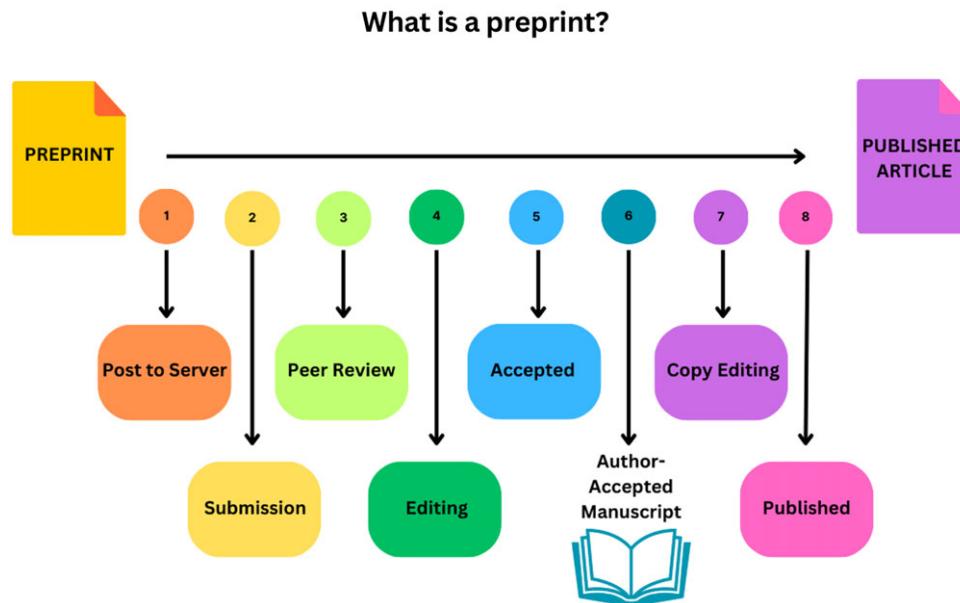 What is a preprint?
PREPRINT
PUBLISHED
ARTICLE
1
2
3
4
5
6
7
8
Post to Server
Peer Review
Accepted
Copy Editing
Submission
Editing
Author-
Accepted
Manuscript
Published